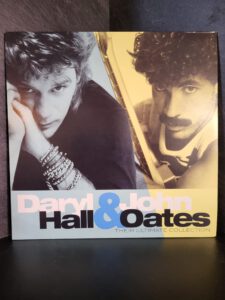 Daryl & John
Hall & Oates
THEIR ULTIMATE COLLECTION